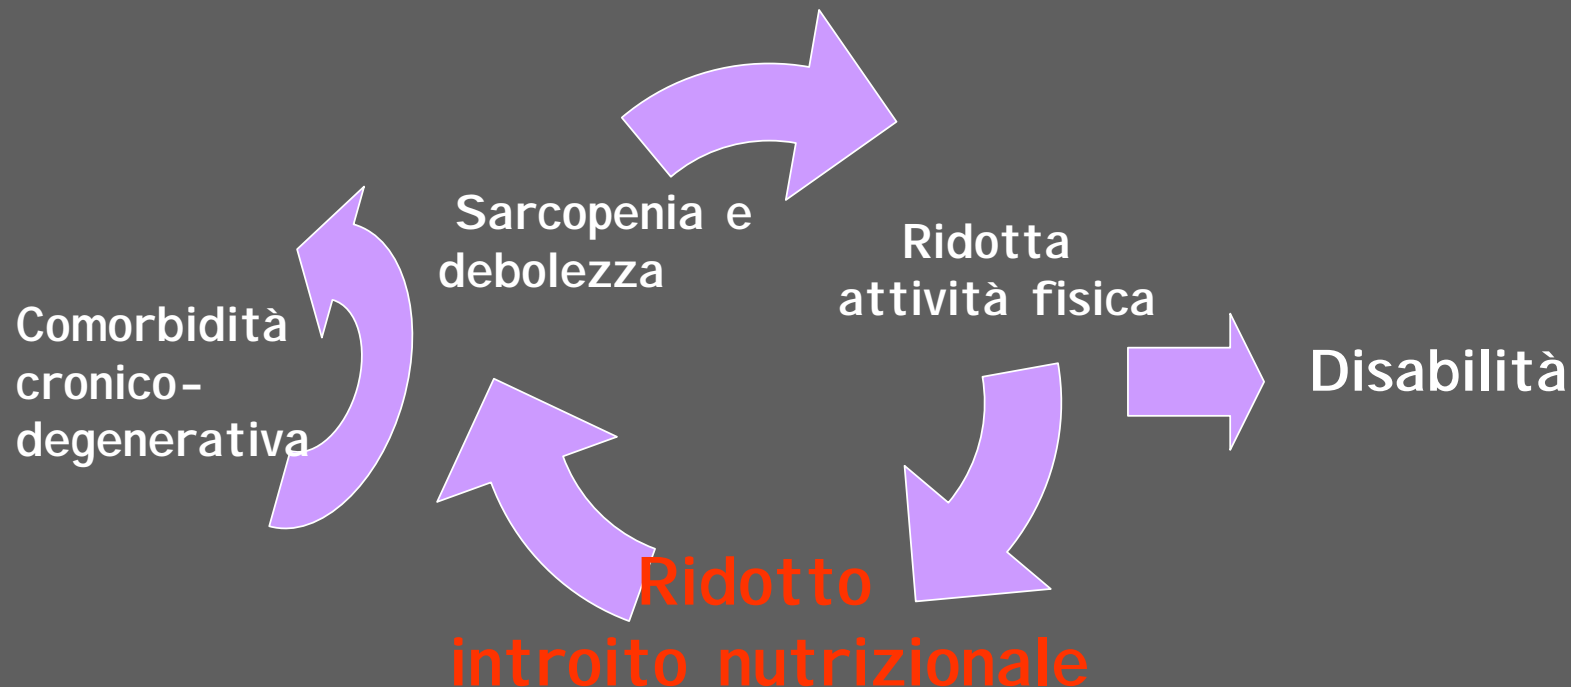 Sarcopenia e
debolezza
Ridotta
attività fisica
Comorbidità
cronico-
degenerativa
Disabilità
Ridotto
introito nutrizionale